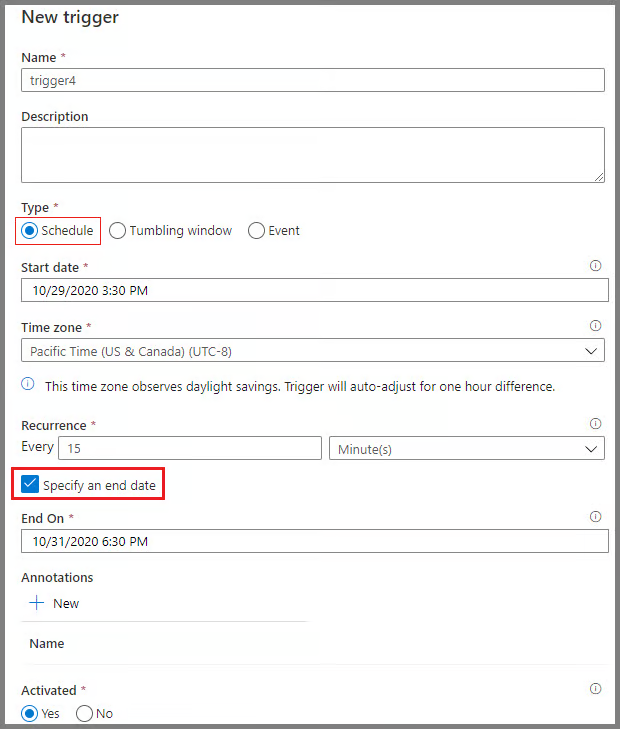 New trigger
Name *
trigger4
Description
Type *
Schedule Tumbling window Event
Start date *
10/29/2020 3:30 PM
Time zone *
Pacific Time (US & Canada) (UTC-8)
This time zone observes daylight savings. Trigger will auto-adjust for one hour difference.
Recurrence *
Every 15 Minute(s)
Specify an end date
End On *
10/31/2020 6:30 PM
Annotations
+ New
Name
Activated *
Yes No